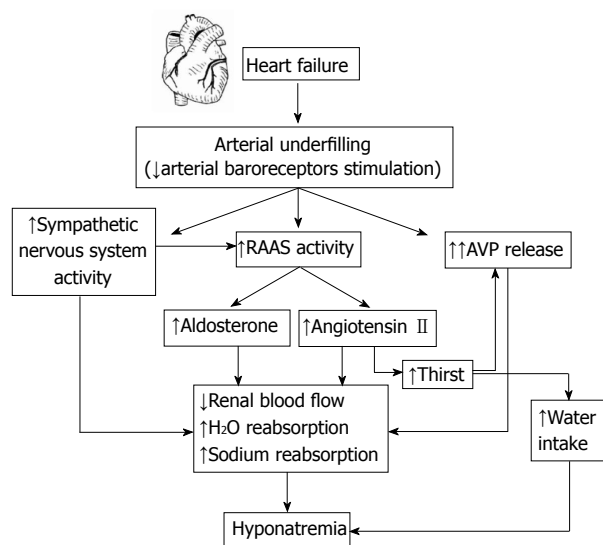 Heart failure
Arterial underfilling
(↓arterial baroreceptors stimulation)
↑Sympathetic
nervous system
activity
↑RAAS activity
↑↑AVP release
↑Aldosterone
↑Angiotensin Ⅱ
↑Thirst
↓Renal blood flow
↑H₂O reabsorption
↑Sodium reabsorption
↑Water
intake
Hyponatremia